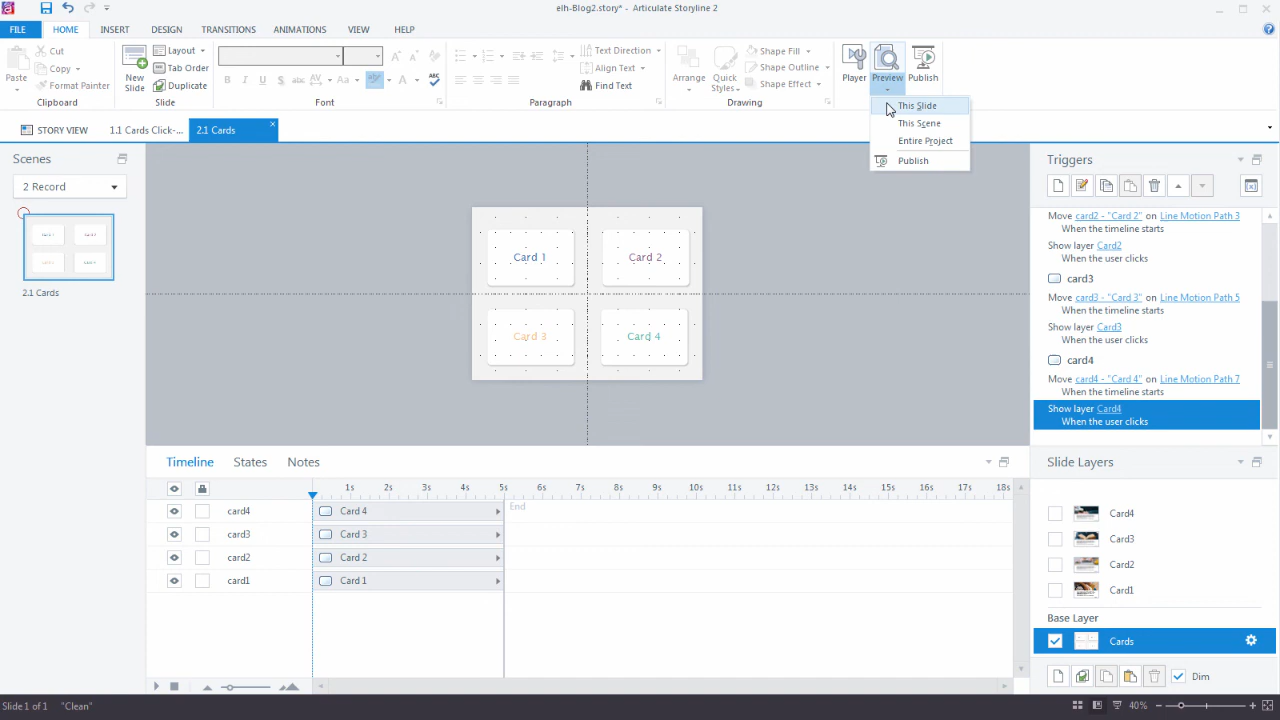 elh-Blog2.story* - Articulate Storyline 2
FILE HOME INSERT DESIGN TRANSITIONS ANIMATIONS VIEW HELP
Paste
Cut
Copy
Format Painter
Clipboard
New Slide
Layout
Tab Order
Duplicate
Slide
B I U S AV Aa abc A ABC
Font
Text Direction
Align Text
Find Text
Paragraph
Arrange
Quick Styles
Shape Fill
Shape Outline
Shape Effect
Drawing
Player
Preview
Publish
This Slide
This Scene
Entire Project
Publish
STORY VIEW 1.1 Cards Click-... 2.1 Cards
Scenes
2 Record
2.1 Cards
Card 1
Card 2
Card 3
Card 4
Triggers
Move card2 - "Card 2" on Line Motion Path 3
When the timeline starts
Show layer Card2
When the user clicks
card3
Move card3 - "Card 3" on Line Motion Path 5
When the timeline starts
Show layer Card3
When the user clicks
card4
Move card4 - "Card 4" on Line Motion Path 7
When the timeline starts
Show layer Card4
When the user clicks
Timeline States Notes
1s 2s 3s 4s 5s 6s 7s 8s 9s 10s 11s 12s 13s 14s 15s 16s 17s 18s
card4 Card 4 End
card3 Card 3
card2 Card 2
card1 Card 1
Slide Layers
Card4
Card3
Card2
Card1
Base Layer
Cards
Dim
Slide 1 of 1 "Clean" 40%